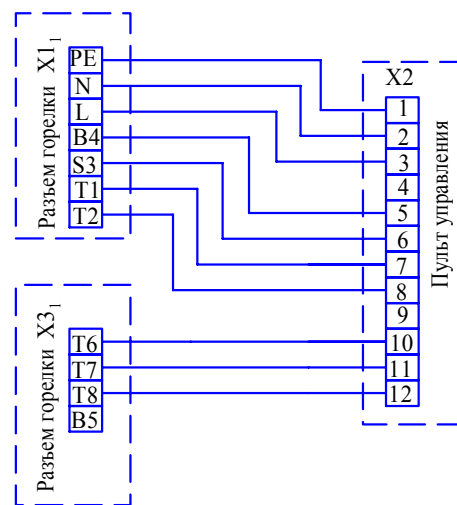 Разъем горелки X1₁
PE
N
L
B4
S3
T1
T2
Разъем горелки X3₁
T6
T7
T8
B5
X2
1
2
3
4
5
6
7
8
9
10
11
12
Пульт управления